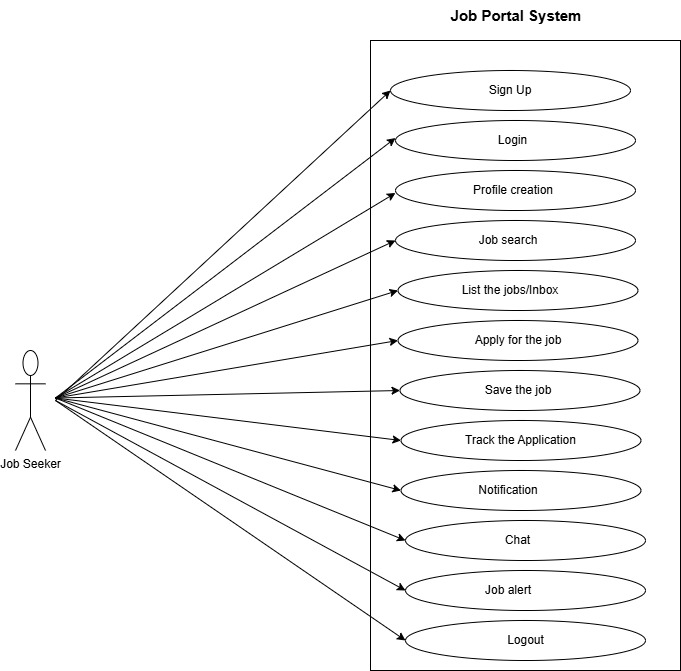 Job Portal System
Sign Up
Login
Profile creation
Job search
List the jobs/Inbox
Apply for the job
Save the job
Track the Application
Notification
Chat
Job alert
Logout
Job Seeker